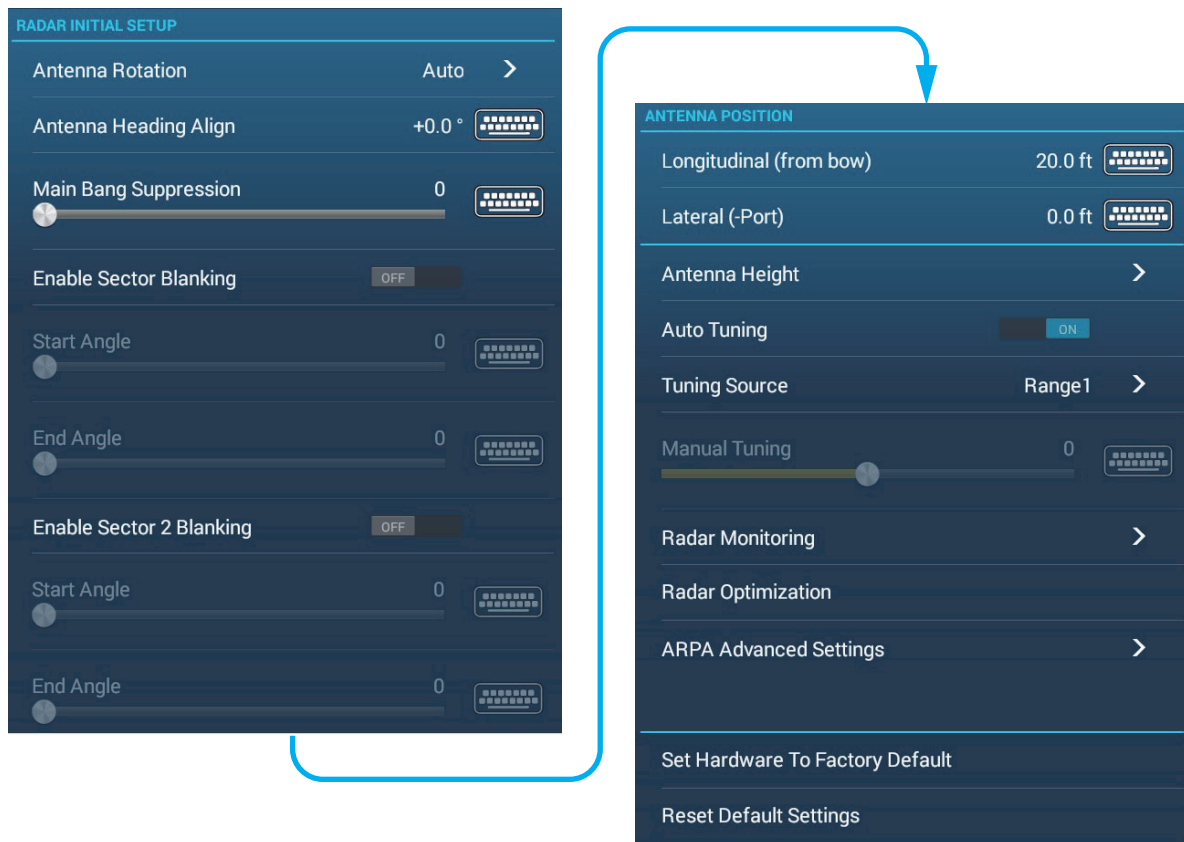 RADAR INITIAL SETUP
Antenna Rotation Auto
Antenna Heading Align +0.0 °
Main Bang Suppression 0
Enable Sector Blanking OFF
Start Angle 0
End Angle 0
Enable Sector 2 Blanking OFF
Start Angle 0
End Angle 0
ANTENNA POSITION
Longitudinal (from bow) 20.0 ft
Lateral (-Port) 0.0 ft
Antenna Height
Auto Tuning ON
Tuning Source Range1
Manual Tuning 0
Radar Monitoring
Radar Optimization
ARPA Advanced Settings
Set Hardware To Factory Default
Reset Default Settings